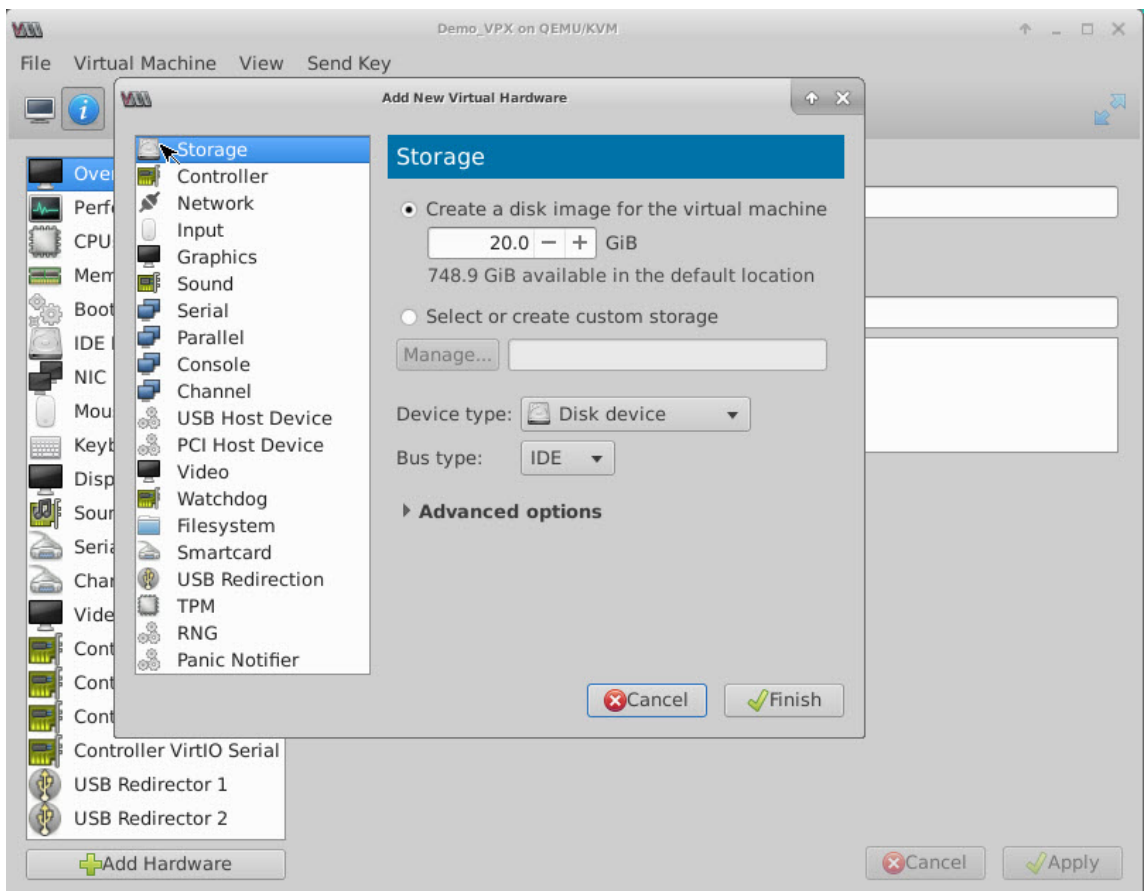 Demo_VPX on QEMU/KVM
File Virtual Machine View Send Key
Add New Virtual Hardware
Storage
Controller
Network
Input
Graphics
Sound
Serial
Parallel
Console
Channel
USB Host Device
PCI Host Device
Video
Watchdog
Filesystem
Smartcard
USB Redirection
TPM
RNG
Panic Notifier
Storage
Create a disk image for the virtual machine
20.0 − + GiB
748.9 GiB available in the default location
Select or create custom storage
Manage...
Device type: Disk device
Bus type: IDE
Advanced options
Cancel Finish
CPU
IDE
NIC
Controller VirtIO Serial
USB Redirector 1
USB Redirector 2
Add Hardware
Cancel Apply